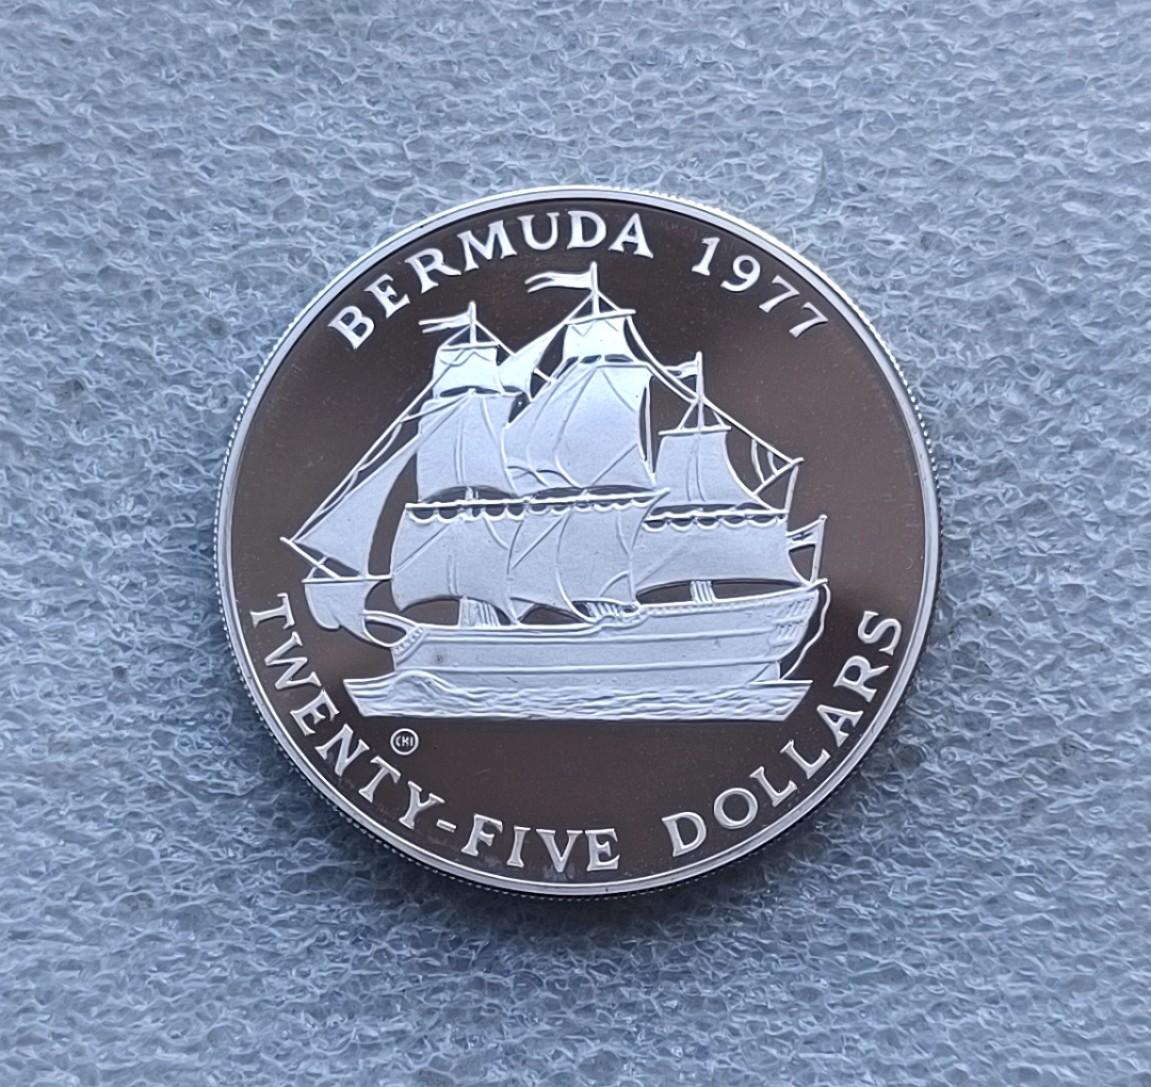 BERMUDA 1977
CHI
TWENTY-FIVE DOLLARS